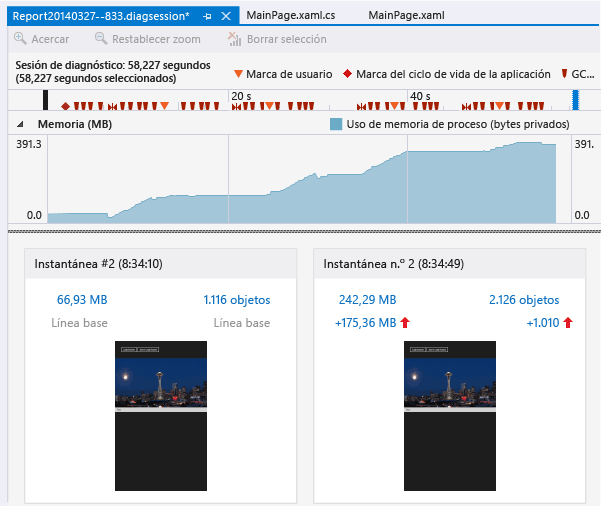 Report20140327--833.diagsession* MainPage.xaml.cs MainPage.xaml
Acercar Restablecer zoom Borrar selección
Sesión de diagnóstico: 58,227 segundos
(58,227 segundos seleccionados)
Marca de usuario Marca del ciclo de vida de la aplicación GC...
20 s 40 s
Memoria (MB) Uso de memoria de proceso (bytes privados)
391.3 391.
0.0 0.0
Instantánea #2 (8:34:10)
66,93 MB 1.116 objetos
Línea base Línea base
Instantánea n.º 2 (8:34:49)
242,29 MB 2.126 objetos
+175,36 MB +1.010